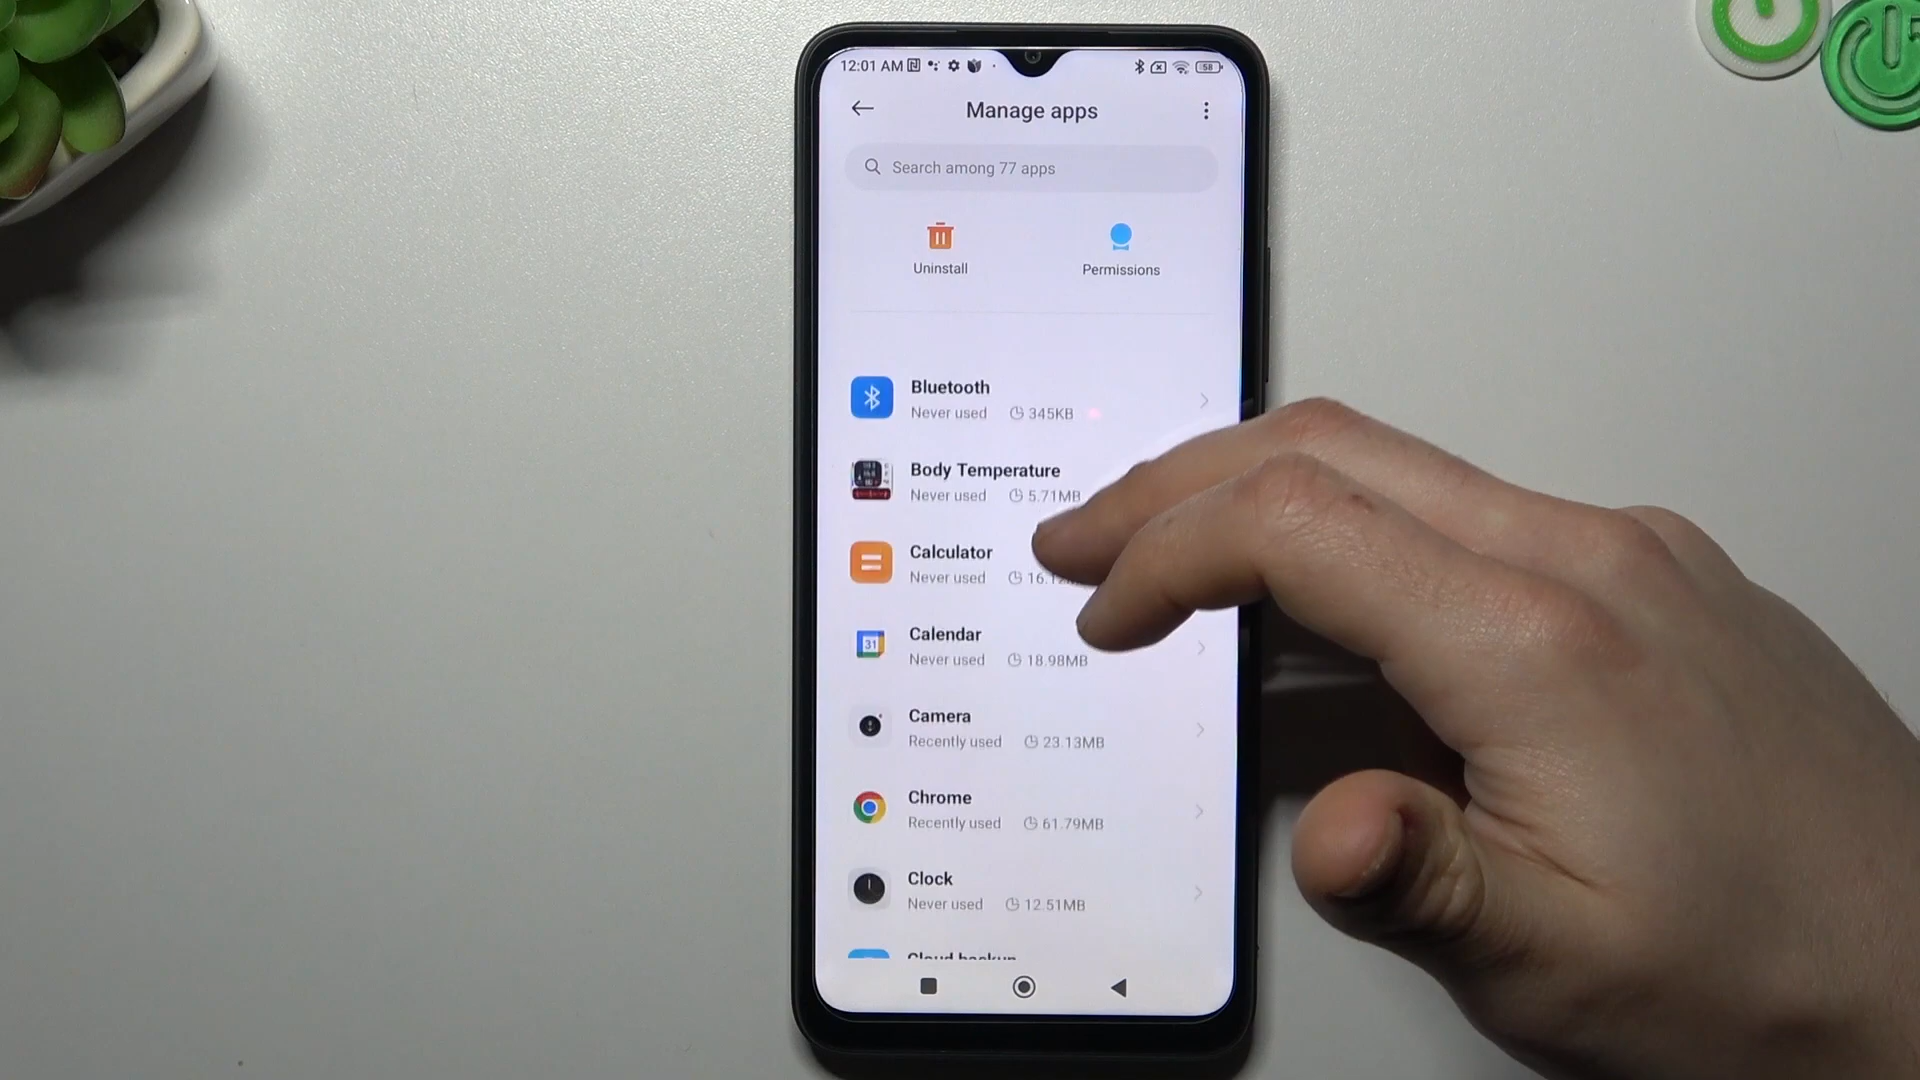 12:01 AM 58
Manage apps
Search among 77 apps
Uninstall
Permissions
Bluetooth
Never used 345KB
Body Temperature
Never used 5.71MB
Calculator
Never used
Calendar
31
Never used 18.98MB
Camera
Recently used 23.13MB
Chrome
Recently used 61.79MB
Clock
Never used 12.51MB
Cloud backup